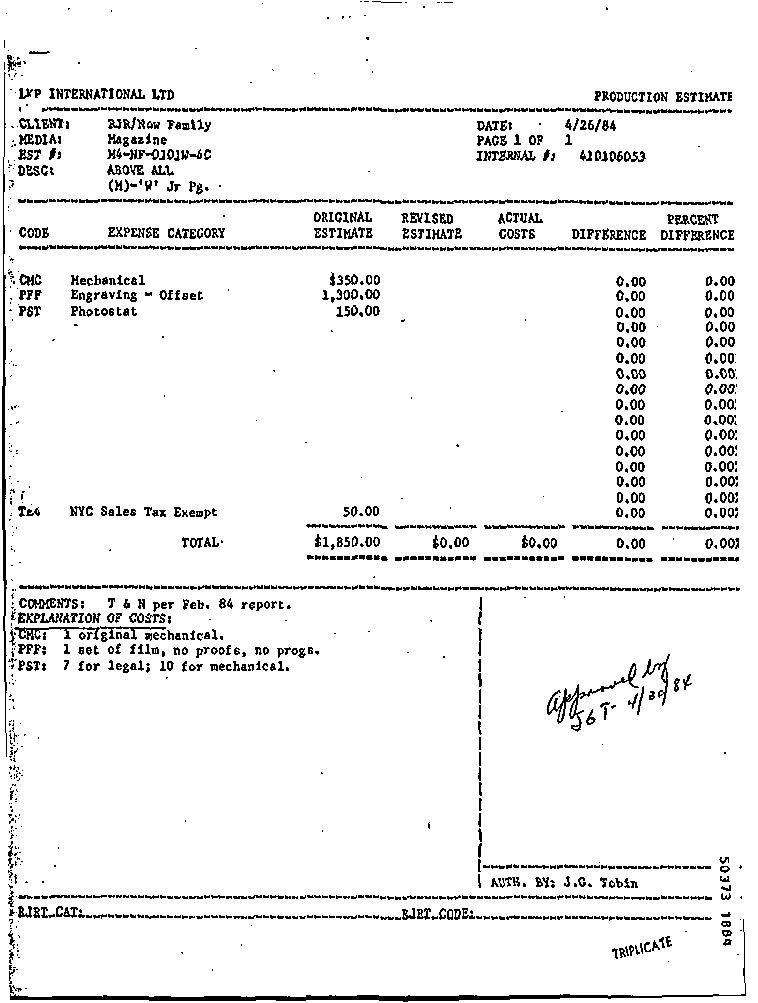 LKP INTERNATIONAL LTD PRODUCTION ESTIMATE
CLIENT: RJR/Now Family DATE: 4/26/84
MEDIA: Magazine PAGE 1 OF 1
EST #: M4-NF-0101W-6C INTERNAL #: 410106053
DESC: ABOVE ALL
(M)-'W' Jr Pg.
ORIGINAL REVISED ACTUAL PERCENT
CODE EXPENSE CATEGORY ESTIMATE ESTIMATE COSTS DIFFERENCE DIFFERENCE
CMC Mechanical $350.00 0.00 0.00
PFF Engraving - Offset 1,300.00 0.00 0.00
PST Photostat 150.00 0.00 0.00
0.00 0.00
0.00 0.00
0.00 0.00%
0.00 0.00%
0.00 0.00%
0.00 0.00%
0.00 0.00%
0.00 0.00%
0.00 0.00%
0.00 0.00%
0.00 0.00%
0.00 0.00%
NYC Sales Tax Exempt 50.00 0.00 0.00%
TOTAL $1,850.00 $0.00 $0.00 0.00 0.00%
COMMENTS: T & N per Feb. 84 report.
EXPLANATION OF COSTS:
CMC: 1 original mechanical.
PFF: 1 set of film, no proofs, no progs.
PST: 7 for legal; 10 for mechanical.
Approved by
JGT- 4/30/84
AUTH. BY: J.G. Tobin
RJRT CAT: RJRT CODE:
TRIPLICATE
50373 1884